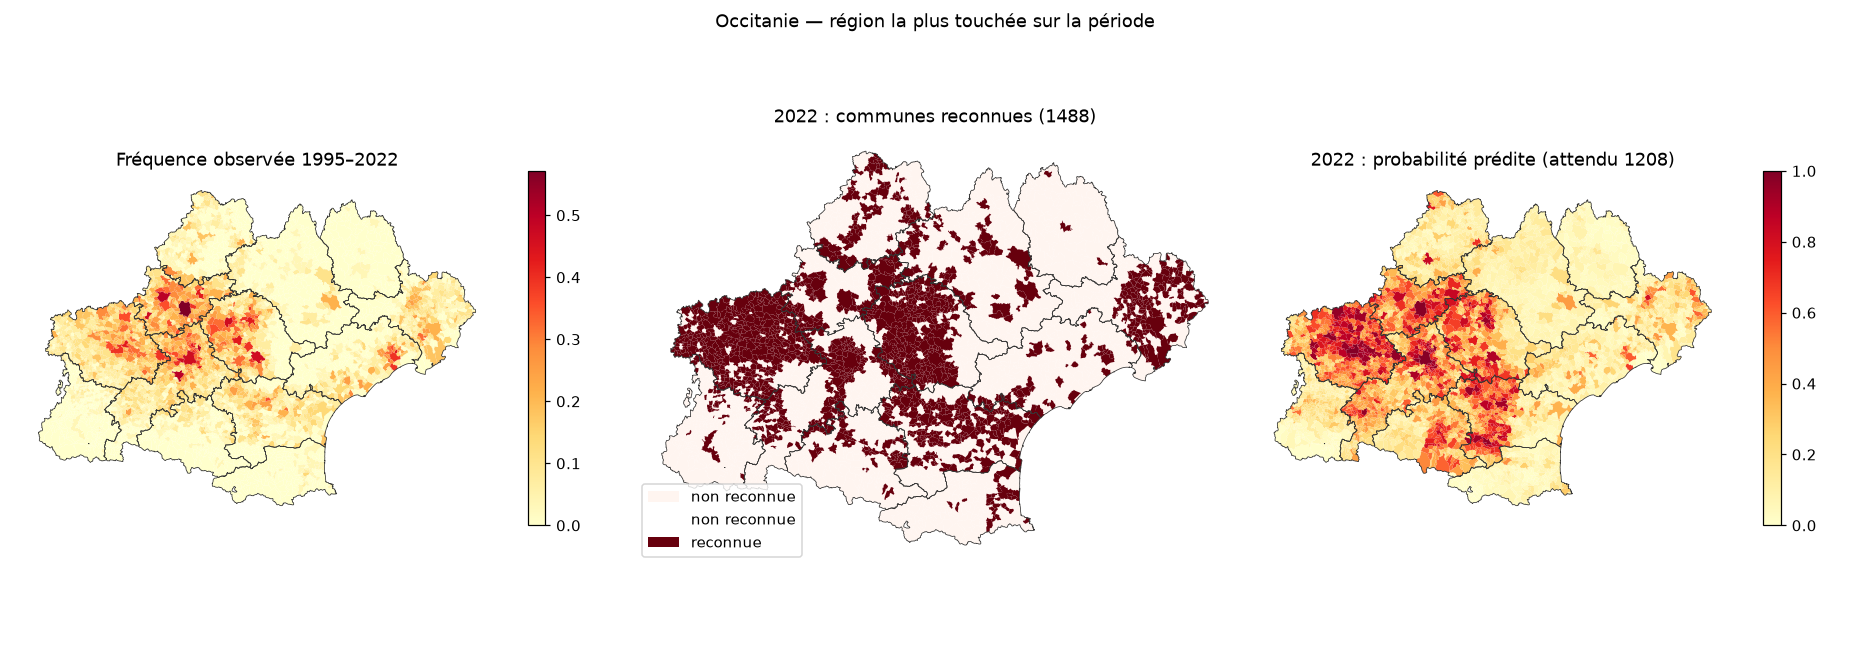 Occitanie — région la plus touchée sur la période
Fréquence observée 1995–2022
0.5
0.4
0.3
0.2
0.1
0.0
2022 : communes reconnues (1488)
non reconnue
non reconnue
reconnue
2022 : probabilité prédite (attendu 1208)
1.0
0.8
0.6
0.4
0.2
0.0